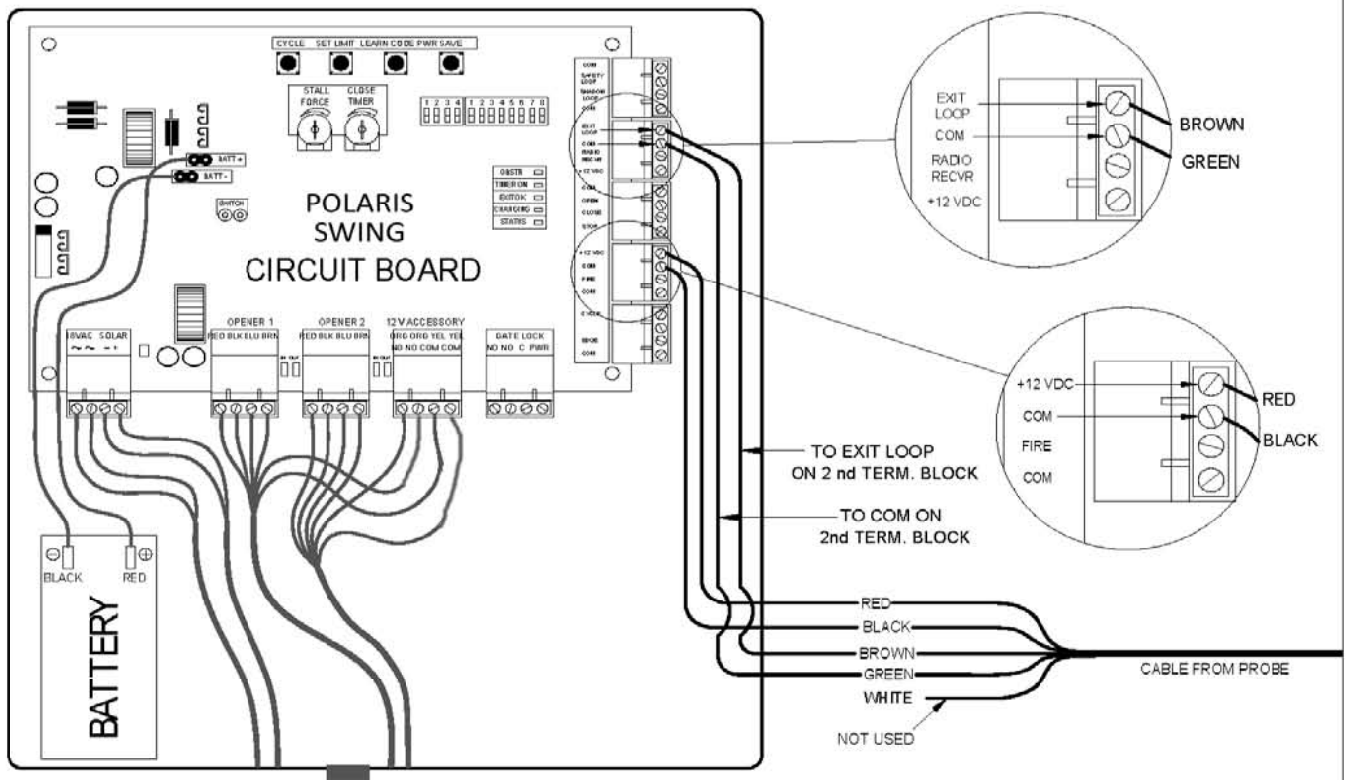 CYCLE SET LIMIT LEARN CODE PWR SAVE
STALL FORCE
CLOSE TIMER
1 2 3 4 1 2 3 4 5 6 7 8
BATT +
BATT -
SWITCH
OBSTR
TIMER ON
EXIT OK
CHARGING
STATUS
POLARIS
SWING
CIRCUIT BOARD
COM
SAFETY
LOOP
SHADOW
LOOP
COM
EXIT
LOOP
COM
RADIO
+12 VDC
COM
OPEN
CLOSE
STOP
+12 VDC
COM
FIRE
COM
CYCLE
EDGE
COM
18VAC SOLAR
OPENER 1
RED BLK BLU BRN
IN OUT
OPENER 2
RED BLK BLU BRN
IN OUT
12 V ACCESSORY
ORG ORG YEL YEL
NO NO COM COM
GATE LOCK
NO NO C PWR
EXIT
LOOP
COM
RADIO
RECVR
+12 VDC
BROWN
GREEN
+12 VDC
COM
FIRE
COM
RED
BLACK
TO EXIT LOOP
ON 2 nd TERM. BLOCK
TO COM ON
2nd TERM. BLOCK
BLACK
RED
BATTERY
RED
BLACK
BROWN
GREEN
WHITE
NOT USED
CABLE FROM PROBE